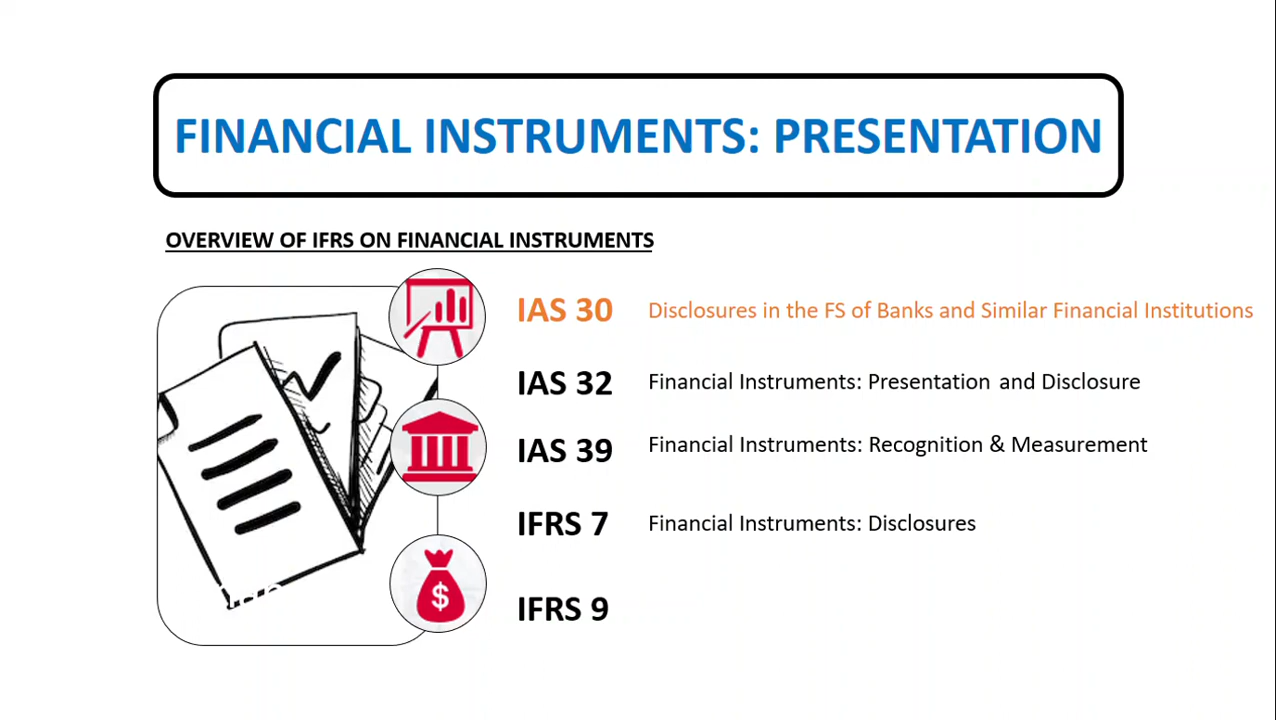 FINANCIAL INSTRUMENTS: PRESENTATION
OVERVIEW OF IFRS ON FINANCIAL INSTRUMENTS
IAS 30 Disclosures in the FS of Banks and Similar Financial Institutions
IAS 32 Financial Instruments: Presentation and Disclosure
IAS 39 Financial Instruments: Recognition & Measurement
IFRS 7 Financial Instruments: Disclosures
$
IFRS 9